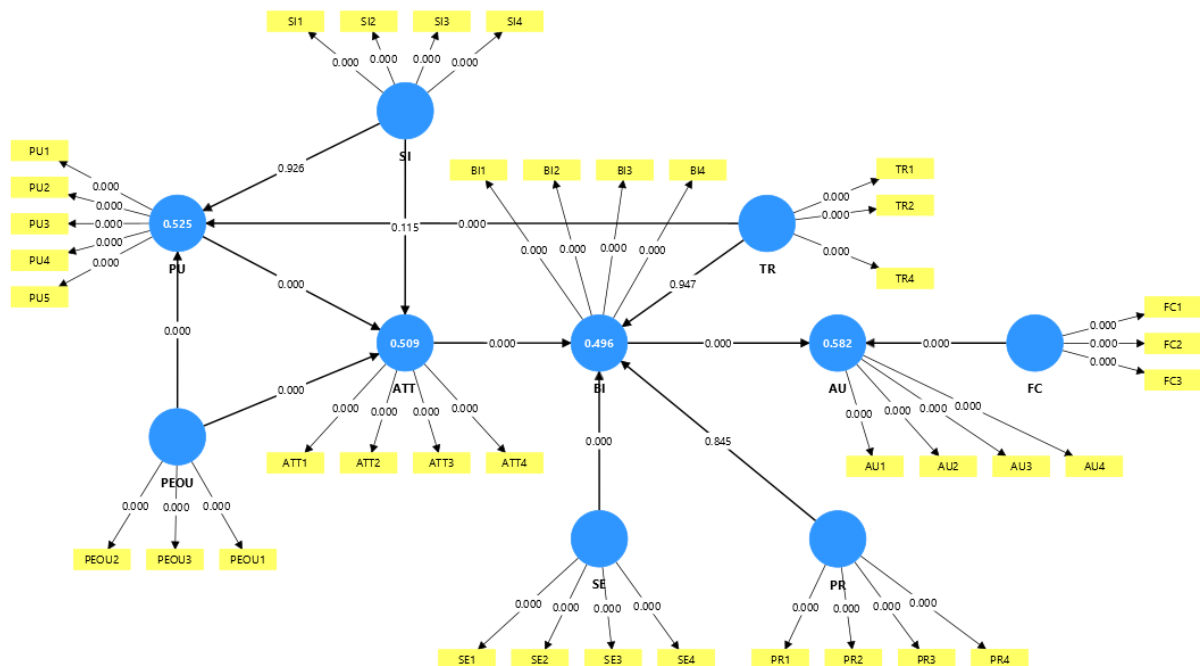 SI1 SI2 SI3 SI4
0.000 0.000 0.000 0.000
SI
PU1
PU2
PU3
PU4
PU5
0.000
0.000
0.000
0.000
0.000
0.525
PU
0.926
0.115
0.000
BI1 BI2 BI3 BI4
0.000 0.000 0.000 0.000
TR1
TR2
TR4
0.000
0.000
0.000
TR
0.947
0.000
0.000
0.000
0.509
ATT
0.000
0.496
BI
0.000
0.582
AU
0.000
FC
0.000
0.000
0.000
FC1
FC2
FC3
0.000 0.000 0.000 0.000
ATT1 ATT2 ATT3 ATT4
0.000 0.000 0.000 0.000
AU1 AU2 AU3 AU4
PEOU
0.000 0.000 0.000
PEOU2 PEOU3 PEOU1
0.000
0.845
SE
0.000 0.000 0.000 0.000
SE1 SE2 SE3 SE4
PR
0.000 0.000 0.000 0.000
PR1 PR2 PR3 PR4